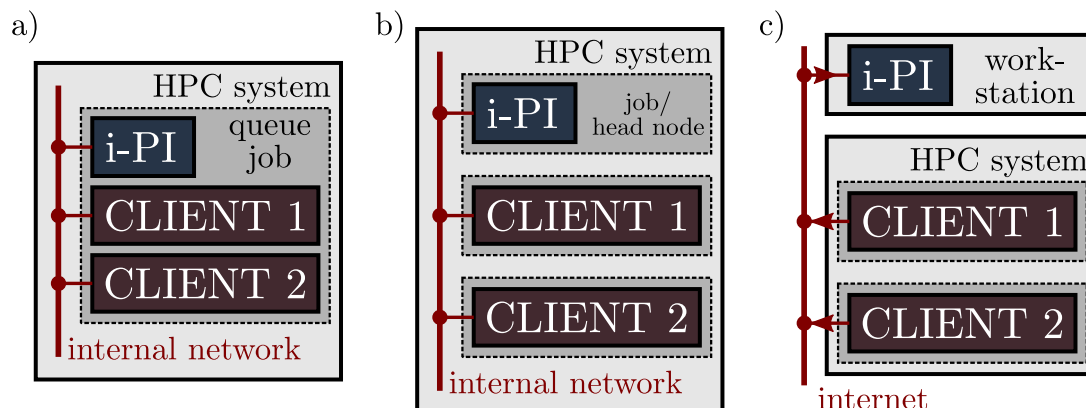 a)
HPC system
queue
job
i-PI
CLIENT 1
CLIENT 2
internal network
b)
HPC system
i-PI
job/
head node
CLIENT 1
CLIENT 2
internal network
c)
i-PI
work-
station
HPC system
CLIENT 1
CLIENT 2
internet